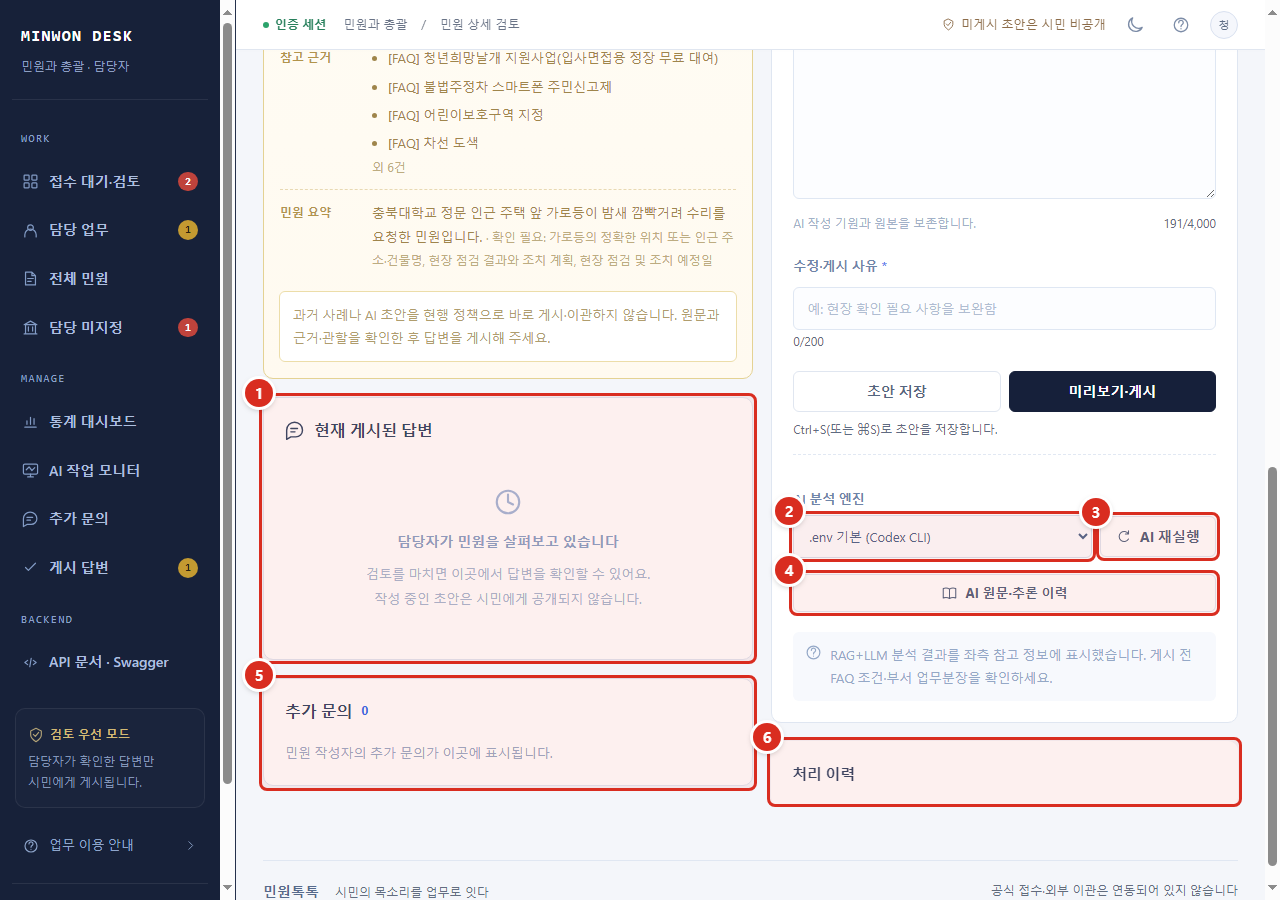 MINWON DESK
민원과 총괄 · 담당자
WORK
접수 대기·검토 2
담당 업무 1
전체 민원
담당 미지정 1
MANAGE
통계 대시보드
AI 작업 모니터
추가 문의
게시 답변 1
BACKEND
API 문서 · Swagger
검토 우선 모드
담당자가 확인한 답변만
시민에게 게시됩니다.
업무 이용 안내
인증 세션 민원과 총괄 / 민원 상세 검토
미게시 초안은 시민 비공개 청
참고 근거
[FAQ] 청년희망날개 지원사업(입사면접용 정장 무료 대여)
[FAQ] 불법주정차 스마트폰 주민신고제
[FAQ] 어린이보호구역 지정
[FAQ] 차선 도색
외 6건
민원 요약
충북대학교 정문 인근 주택 앞 가로등이 밤새 깜빡거려 수리를
요청한 민원입니다. · 확인 필요: 가로등의 정확한 위치 또는 인근 주
소·건물명, 현장 점검 결과와 조치 계획, 현장 점검 및 조치 예정일
과거 사례나 AI 초안을 현행 정책으로 바로 게시·이관하지 않습니다. 원문과
근거·관할을 확인한 후 답변을 게시해 주세요.
1
현재 게시된 답변
담당자가 민원을 살펴보고 있습니다
검토를 마치면 이곳에서 답변을 확인할 수 있어요.
작성 중인 초안은 시민에게 공개되지 않습니다.
5
추가 문의 0
민원 작성자의 추가 문의가 이곳에 표시됩니다.
AI 작성 기원과 원본을 보존합니다. 191/4,000
수정·게시 사유 *
예: 현장 확인 필요 사항을 보완함
0/200
초안 저장 미리보기·게시
Ctrl+S(또는 ⌘S)로 초안을 저장합니다.
분석 엔진
2 3
.env 기본 (Codex CLI) AI 재실행
4
AI 원문·추론 이력
RAG+LLM 분석 결과를 좌측 참고 정보에 표시했습니다. 게시 전
FAQ 조건·부서 업무분장을 확인하세요.
6
처리 이력
민원톡톡 시민의 목소리를 업무로 잇다
공식 접수·외부 이관은 연동되어 있지 않습니다